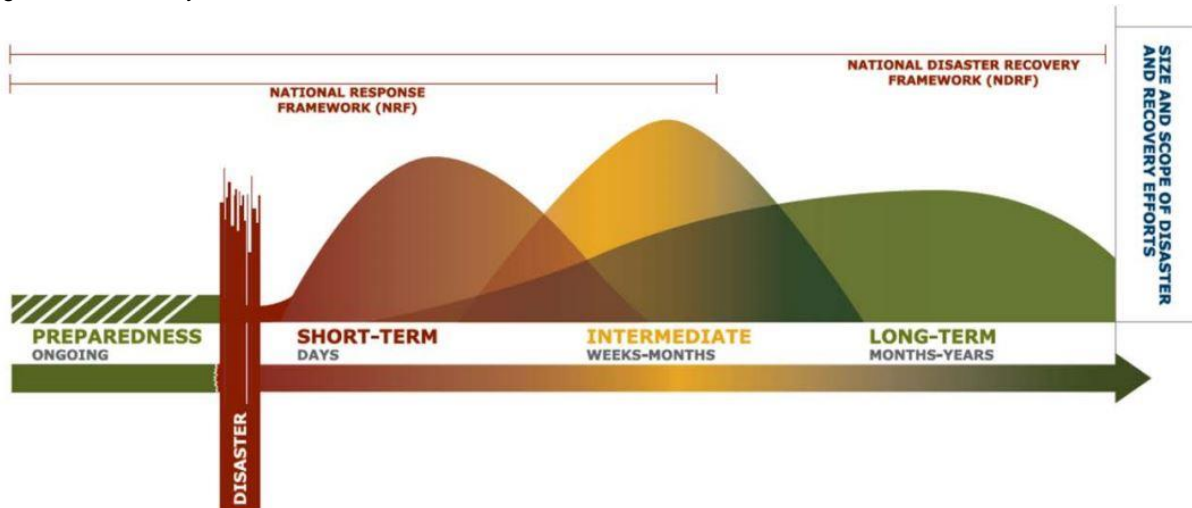 NATIONAL DISASTER RECOVERY
FRAMEWORK (NDRF)
NATIONAL RESPONSE
FRAMEWORK (NRF)
SIZE AND SCOPE OF DISASTER
AND RECOVERY EFFORTS
PREPAREDNESS
ONGOING
SHORT-TERM
DAYS
INTERMEDIATE
WEEKS-MONTHS
LONG-TERM
MONTHS-YEARS
DISASTER